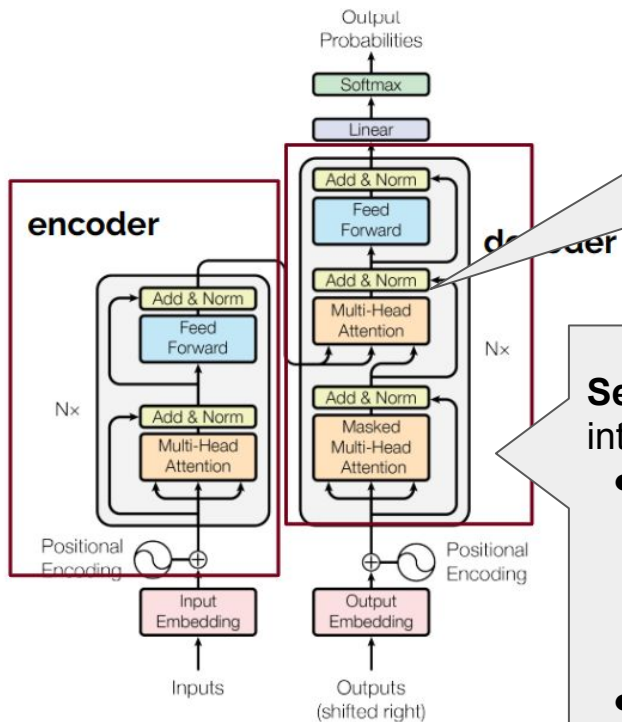 Output
Probabilities
Softmax
Linear
encoder
Add & Norm
Feed
Forward
Add & Norm
Multi-Head
Attention
Nx
Add & Norm
Masked
Multi-Head
Attention
Positional
Encoding
Output
Embedding
Outputs
(shifted right)
Add & Norm
Feed
Forward
Nx
Add & Norm
Multi-Head
Attention
Positional
Encoding
Input
Embedding
Inputs